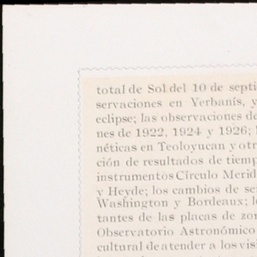 total de Sol del 10 de septi
servaciones en Yerbanís, y
eclipse; las observaciones de
nes de 1922, 1924 y 1926;
néticas en Teoloyucan y otr
ción de resultados de tiemp
instrumentos Círculo Merid
y Heyde; los cambios de se
Washington y Bordeaux; l
tantes de las placas de zon
Observatorio Astronómico
cultural de atender a los vis